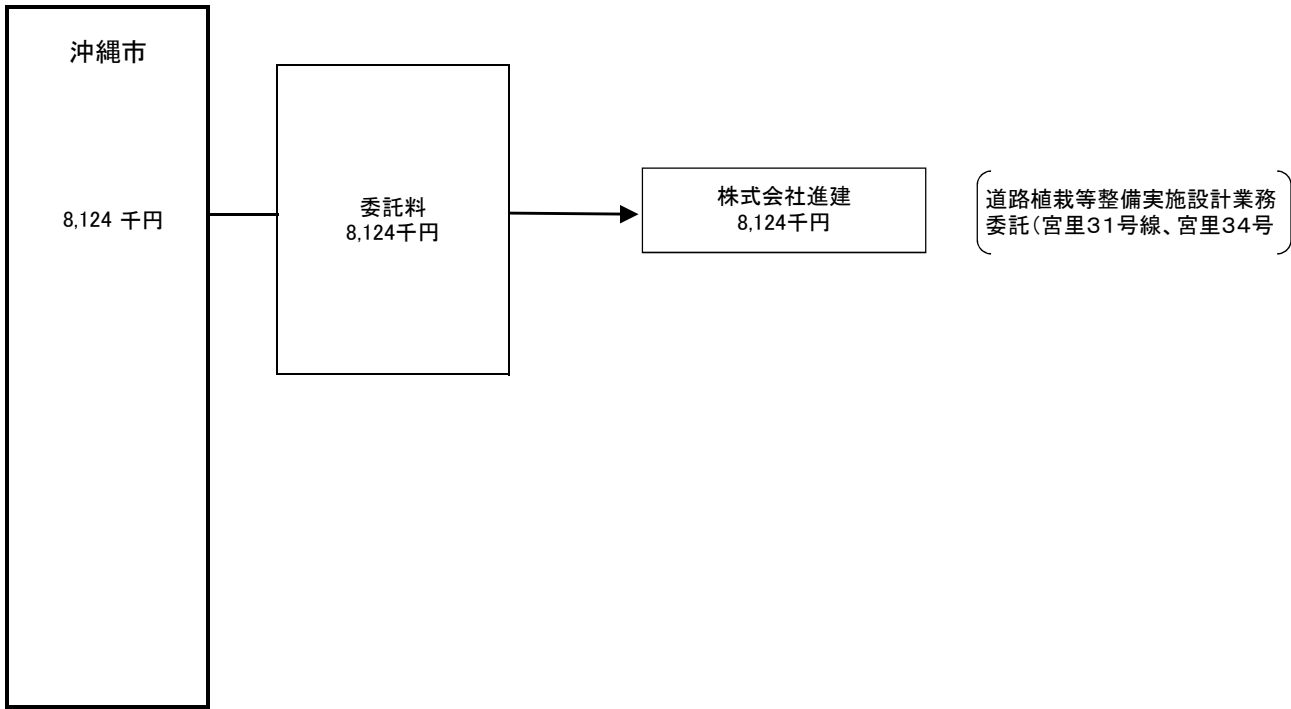 沖縄市
8,124 千円
委託料
8,124千円
株式会社進建
8,124千円
道路植栽等整備実施設計業務
委託(宮里31号線、宮里34号